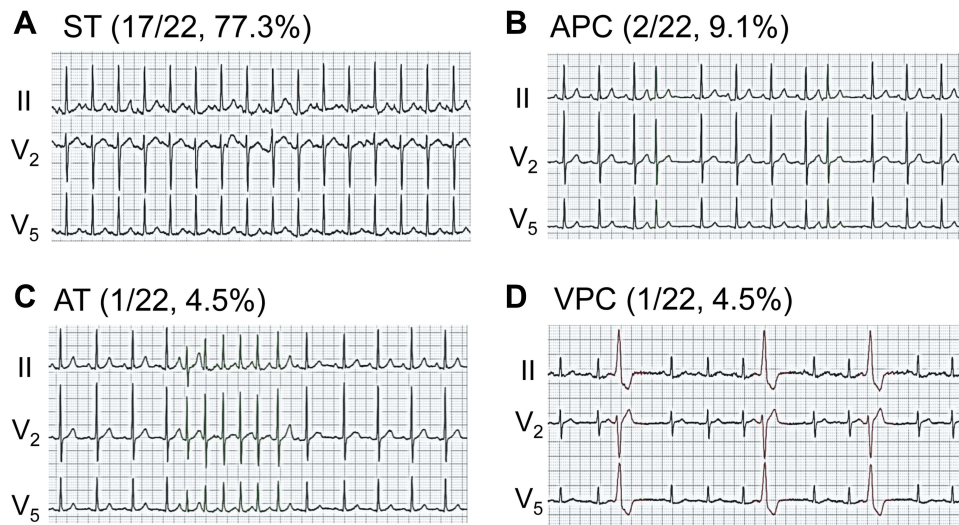 A ST (17/22, 77.3%)
II
V2
V5
B APC (2/22, 9.1%)
II
V2
V5
C AT (1/22, 4.5%)
II
V2
V5
D VPC (1/22, 4.5%)
II
V2
V5